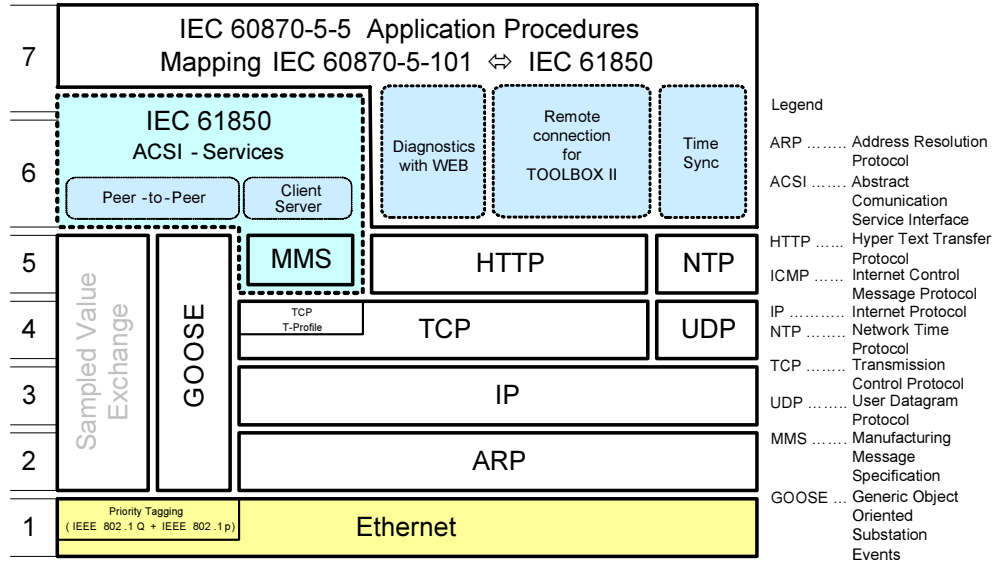 7
IEC 60870-5-5 Application Procedures
Mapping IEC 60870-5-101 ⇔ IEC 61850
6
IEC 61850
ACSI - Services
Peer -to-Peer
Client
Server
Diagnostics
with WEB
Remote
connection
for
TOOLBOX II
Time
Sync
5
MMS
HTTP
NTP
4
TCP
T-Profile
TCP
UDP
3
IP
2
ARP
Sampled Value
Exchange
GOOSE
1
Priority Tagging
( IEEE 802 .1 Q + IEEE 802 .1p)
Ethernet
Legend
ARP …….. Address Resolution
Protocol
ACSI …… Abstract
Comunication
Service Interface
HTTP …... Hyper Text Transfer
Protocol
ICMP …... Internet Control
Message Protocol
IP ……….. Internet Protocol
NTP …….. Network Time
Protocol
TCP …….. Transmission
Control Protocol
UDP …….. User Datagram
Protocol
MMS ……. Manufacturing
Message
Specification
GOOSE … Generic Object
Oriented
Substation
Events